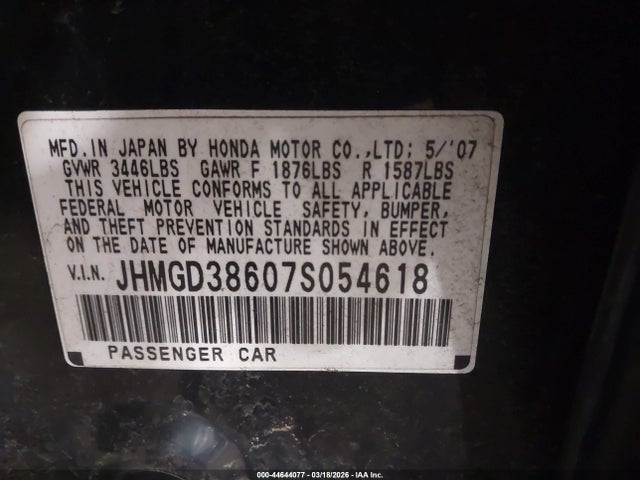 MFD. IN JAPAN BY HONDA MOTOR CO.,LTD: 5/'07
GVWR 3446LBS GAWR F 1876LBS R 1587LBS
THIS VEHICLE CONFORMS TO ALL APPLICABLE
FEDERAL MOTOR VEHICLE SAFETY, BUMPER,
AND THEFT PREVENTION STANDARDS IN EFFECT
ON THE DATE OF MANUFACTURE SHOWN ABOVE.
V.I.N. JHMGD38607S054618
PASSENGER CAR
000-44644077 — 03/18/2026 — IAA Inc.